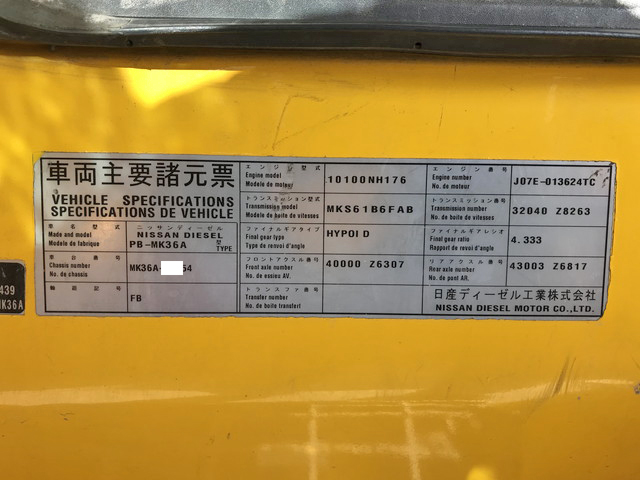 車両主要諸元票
VEHICLE SPECIFICATIONS
SPECIFICATIONS DE VEHICLE
車名型式
Made and model
Modele de fabrique
ニッサンディーゼル
NISSAN DIESEL
PB-MK36A 型 TYPE
車台番号
Chassis number
No. de chassis
MK36A- 54
FB
エンジン型式
Engine model
Modele de moteur
10100NH176
トランスミッション型式
Transmission model
Modele de boite de vitesses
MKS61B6FAB
ファイナルギアタイプ
Final gear type
Type de renvoi d'angle
HYPOI D
フロントアクスル番号
Front axle number
No. de essieu AV.
40000 Z6307
トランスファ番号
Transfer number
No. de boite transfert
エンジン番号
Engine number
No. de moteur
J07E-013624TC
トランスミッション番号
Transmission number
No. de boite de vitesses
32040 Z8263
ファイナルギアレシオ
Final gear ratio
Rapport de renvoi d'angle
4.333
リアアクスル番号
Rear axle number
No. de pont AR.
43003 Z6817
日産ディーゼル工業株式会社
NISSAN DIESEL MOTOR CO.,LTD.
439
MK36A